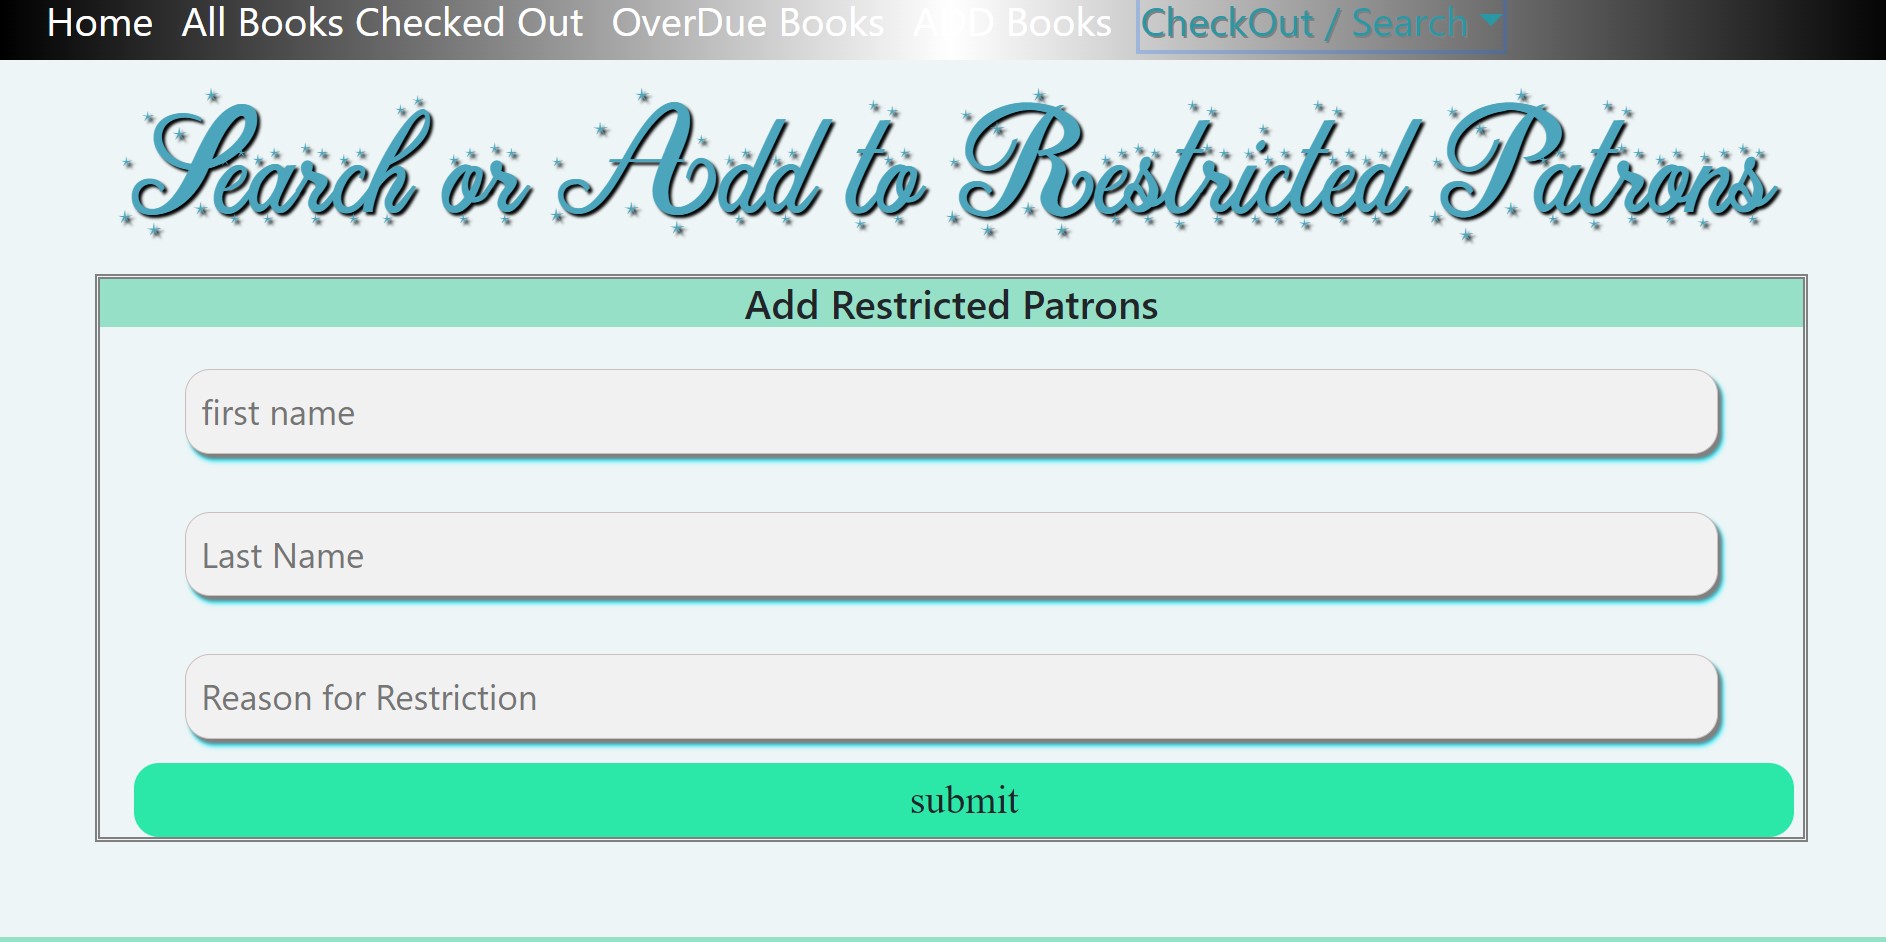 Home All Books Checked Out OverDue Books ADD Books CheckOut / Search
Search or Add to Restricted Patrons
Add Restricted Patrons
first name
Last Name
Reason for Restriction
submit